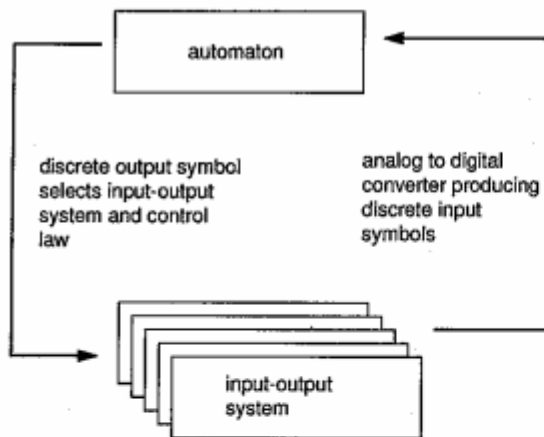 automaton
discrete output symbol
selects input-output
system and control
law
analog to digital
converter producing
discrete input
symbols
input-output
system